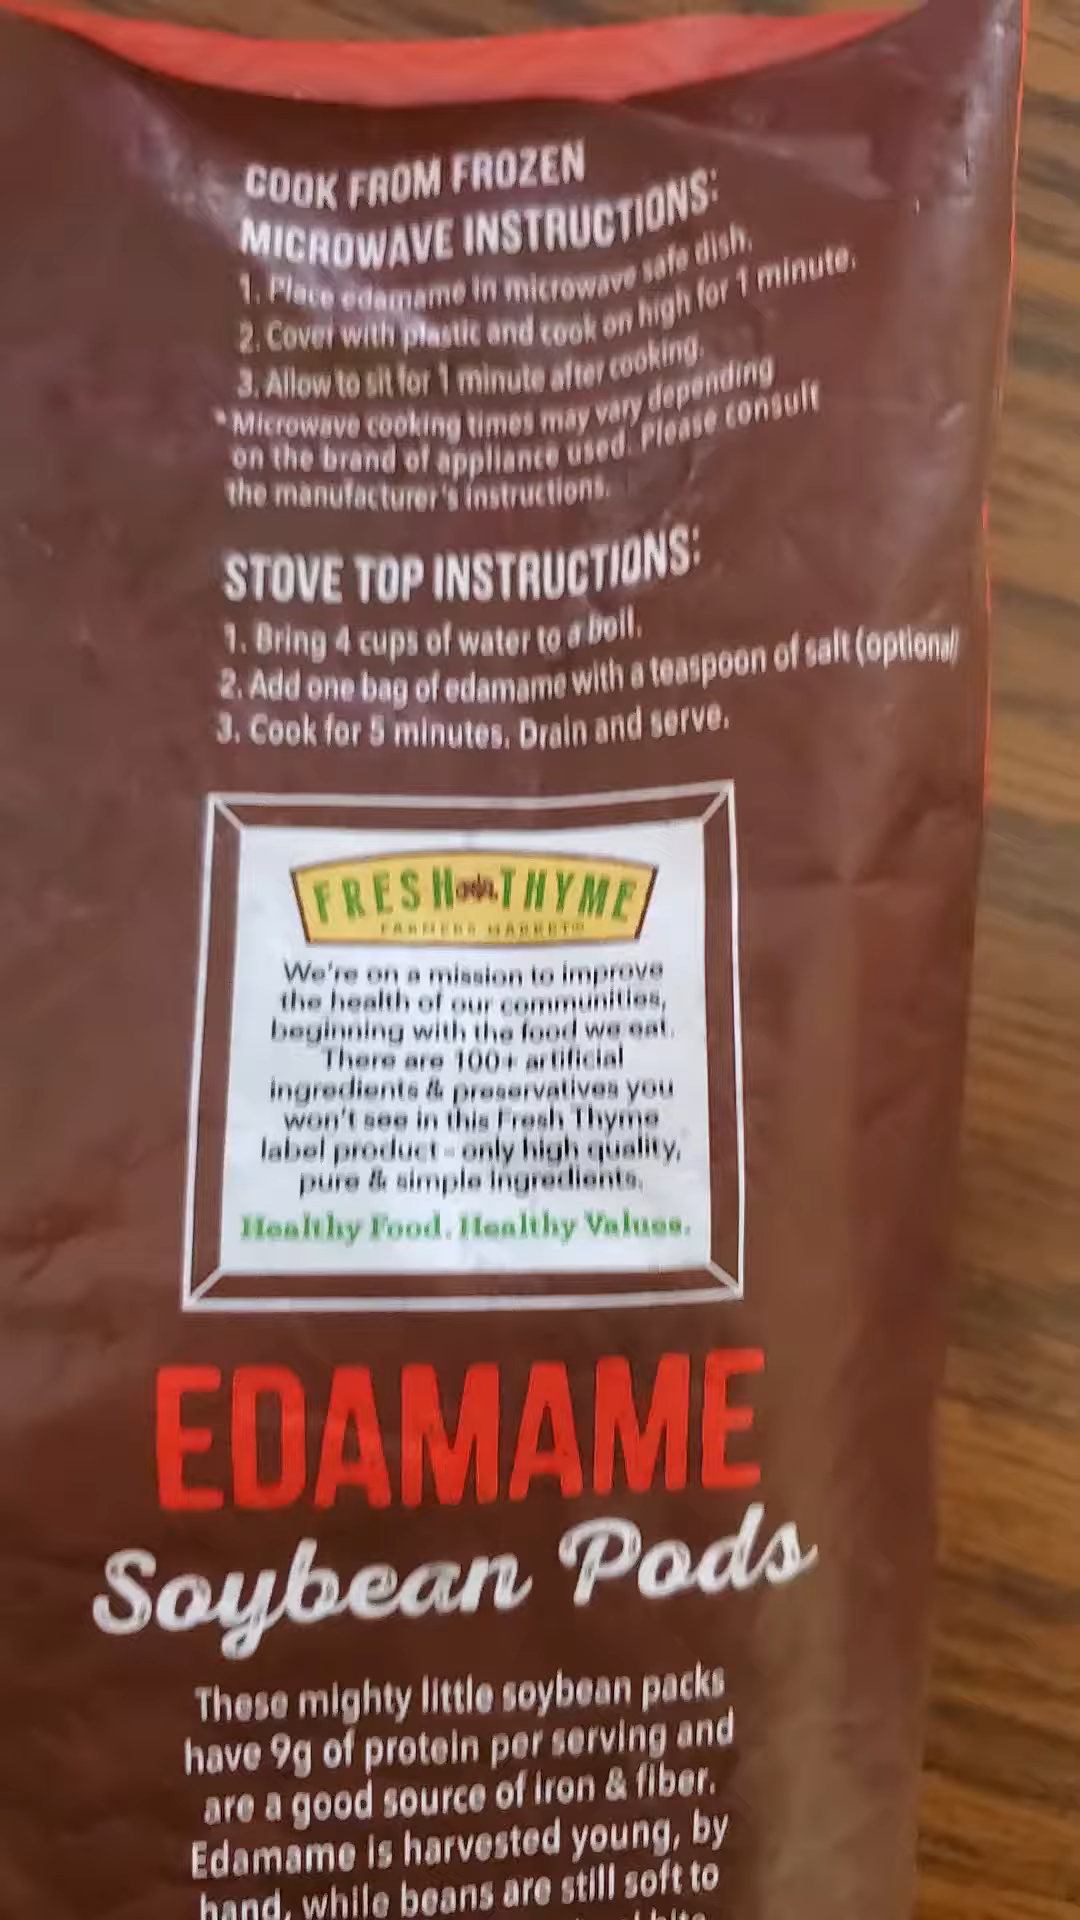 COOK FROM FROZEN
MICROWAVE INSTRUCTIONS:
1. Place edamame in microwave safe dish.
2. Cover with plastic and cook on high for 1 minute.
3. Allow to sit for 1 minute after cooking.
* Microwave cooking times may vary depending
on the brand of appliance used. Please consult
the manufacturer's instructions.
STOVE TOP INSTRUCTIONS:
1. Bring 4 cups of water to a boil.
2. Add one bag of edamame with a teaspoon of salt (optional)
3. Cook for 5 minutes. Drain and serve.
FRESH THYME
FARMERS MARKET
We're on a mission to improve
the health of our communities,
beginning with the food we eat.
There are 100+ artificial
ingredients & preservatives you
won't see in this Fresh Thyme
label product - only high quality,
pure & simple ingredients.
Healthy Food. Healthy Values.
EDAMAME
Soybean Pods
These mighty little soybean packs
have 9g of protein per serving and
are a good source of iron & fiber.
Edamame is harvested young, by
hand, while beans are still soft to